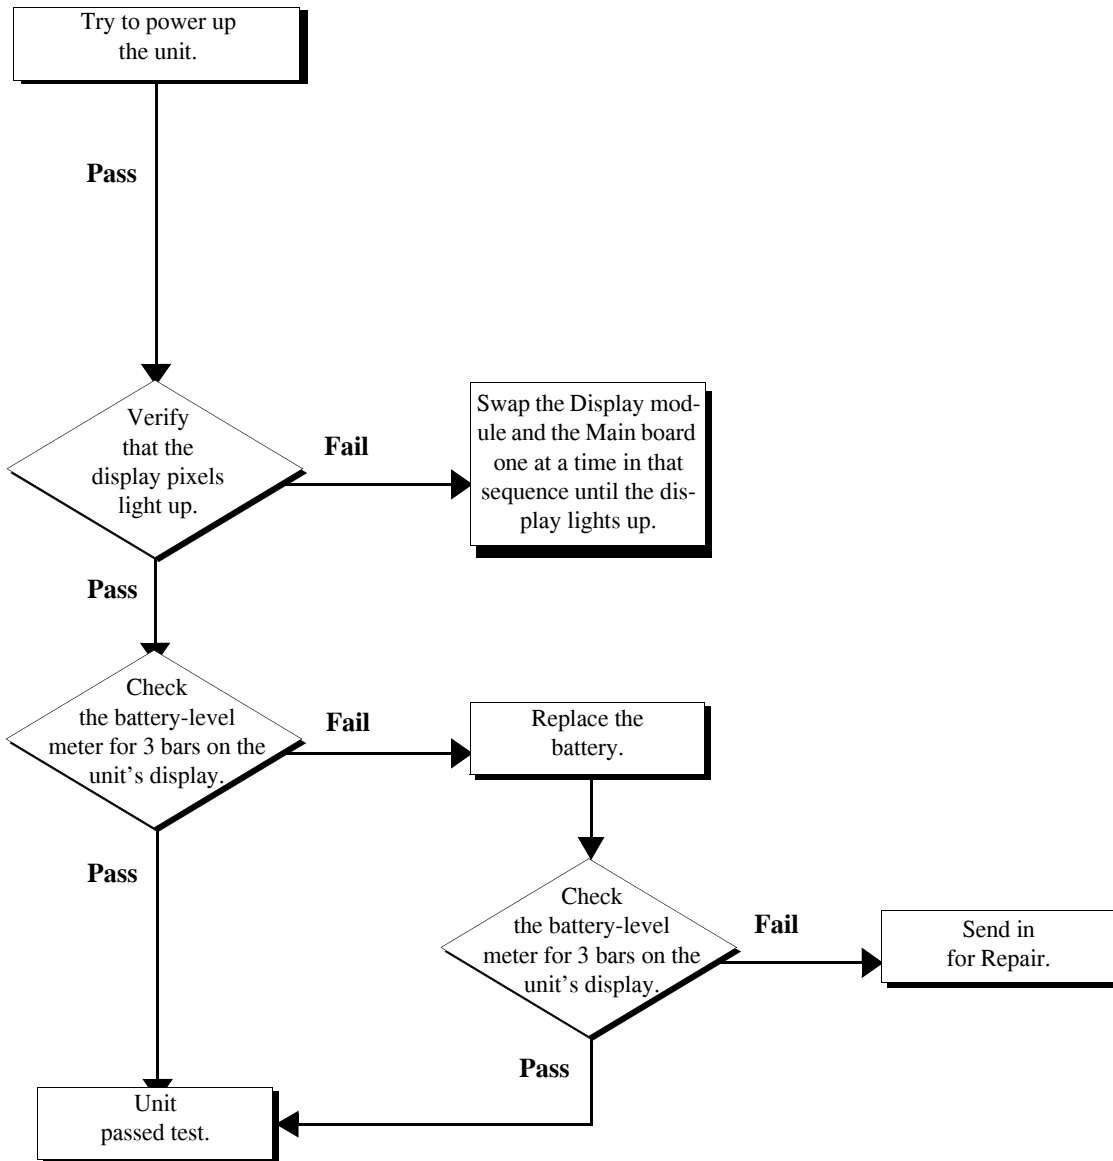 Try to power up
the unit.
Pass
Verify
that the
display pixels
light up.
Fail
Swap the Display mod-
ule and the Main board
one at a time in that
sequence until the dis-
play lights up.
Pass
Check
the battery-level
meter for 3 bars on the
unit's display.
Fail
Replace the
battery.
Pass
Check
the battery-level
meter for 3 bars on the
unit's display.
Fail
Send in
for Repair.
Pass
Unit
passed test.